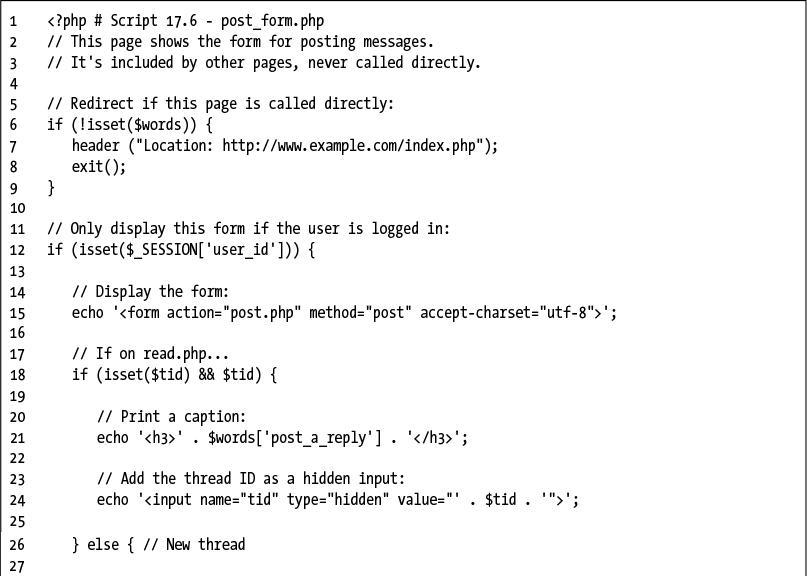 1 <?php # Script 17.6 - post_form.php
2 // This page shows the form for posting messages.
3 // It's included by other pages, never called directly.
4
5 // Redirect if this page is called directly:
6 if (!isset($words)) {
7 header ("Location: http://www.example.com/index.php");
8 exit();
9 }
10
11 // Only display this form if the user is logged in:
12 if (isset($_SESSION['user_id'])) {
13
14 // Display the form:
15 echo '<form action="post.php" method="post" accept-charset="utf-8">';
16
17 // If on read.php...
18 if (isset($tid) && $tid) {
19
20 // Print a caption:
21 echo '<h3>' . $words['post_a_reply'] . '</h3>';
22
23 // Add the thread ID as a hidden input:
24 echo '<input name="tid" type="hidden" value="' . $tid . '">';
25
26 } else { // New thread
27